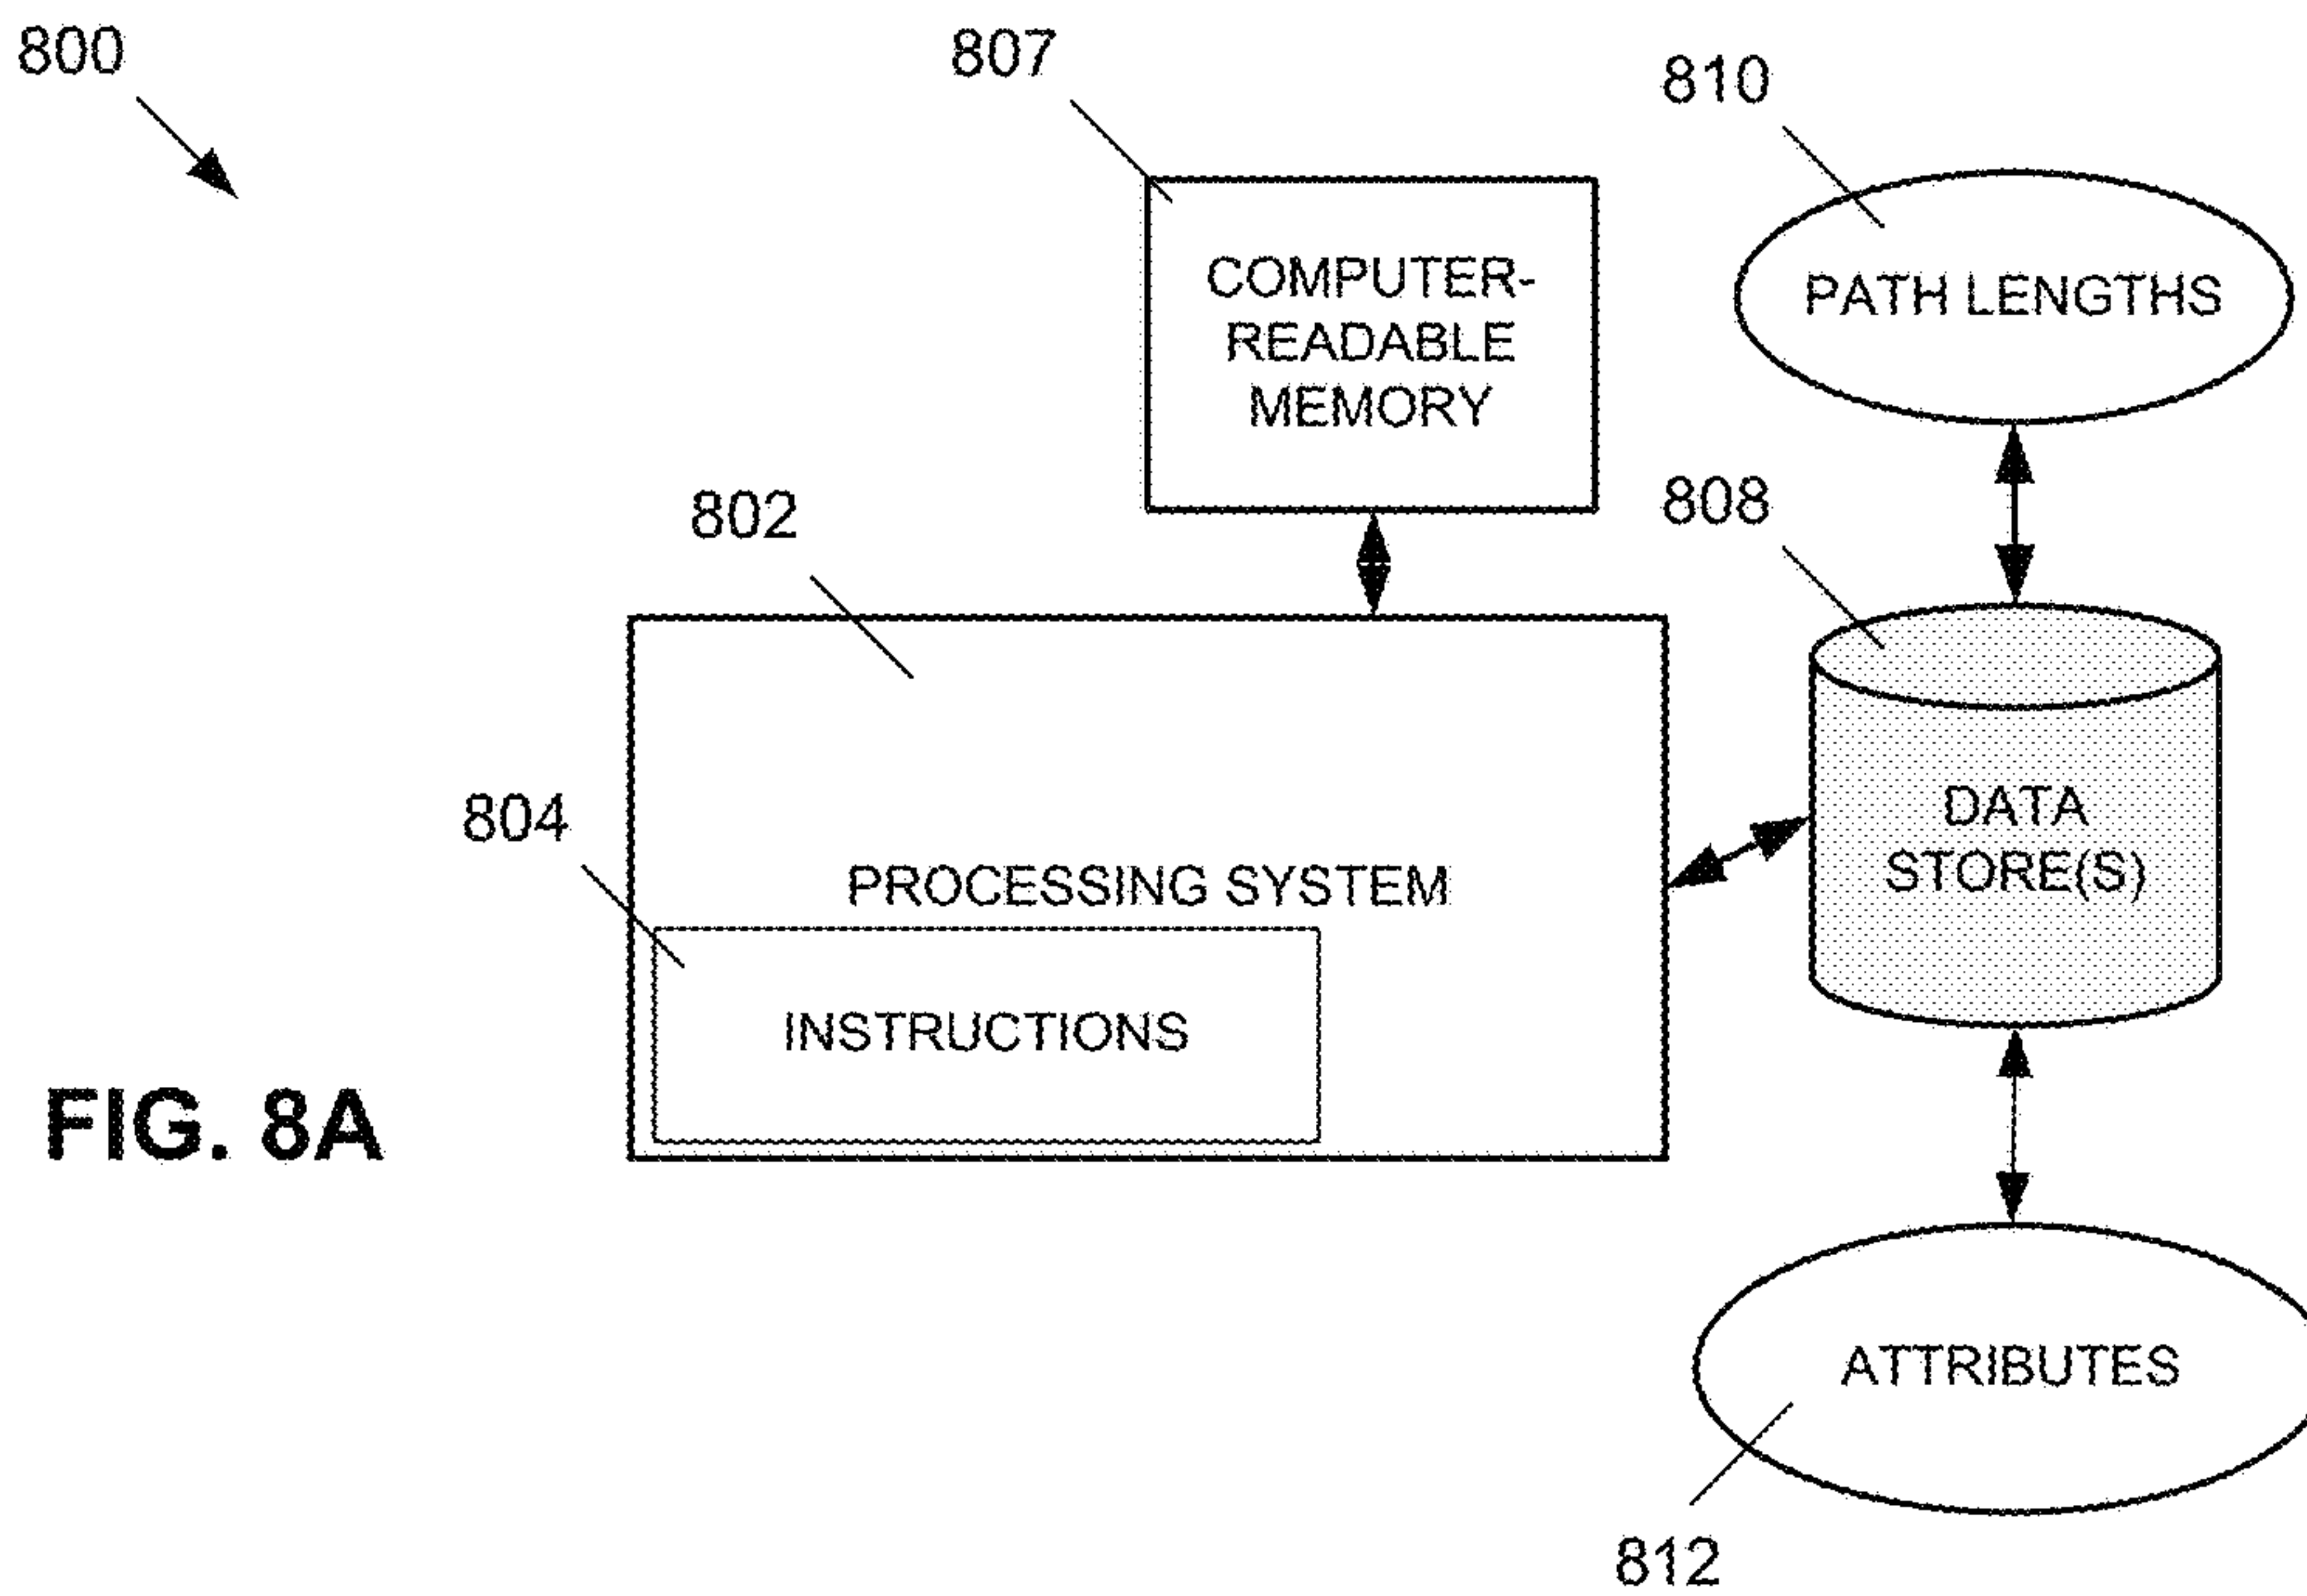 800
807
810
COMPUTER-
READABLE
MEMORY
PATH LENGTHS
802
808
804
PROCESSING SYSTEM
DATA
STORE(S)
INSTRUCTIONS
FIG. 8A
ATTRIBUTES
812